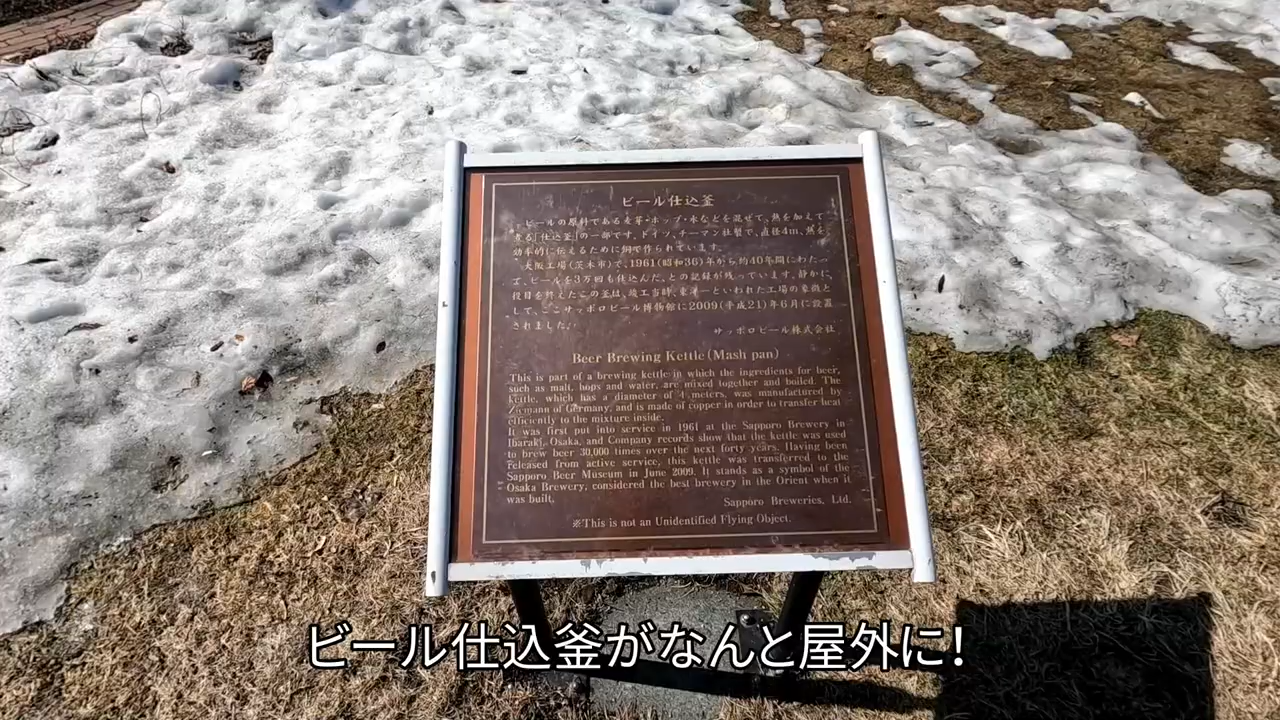 ビール仕込釜
ビールの原料である麦芽・ホップ・水などを混ぜて、熱を加えて
煮る「仕込釜」の一部です。ドイツ、チーマン社製で、直径4m、熱を
効率的に伝えるために銅で作られています。
大阪工場(茨木市)で、1961(昭和36)年から約40年間にわた
ビールを3万回も仕込んだ、との記録が残っています。静かに
役目を終えたこの釜は、竣工当時、東洋一といわれた工場の象徴と
して、ここサッポロビール博物館に2009(平成21)年6月に設置
されました。
サッポロビール株式会社
Beer Brewing Kettle (Mash pan)
This is part of a brewing kettle in which the ingredients for beer,
such as malt, hops and water, are mixed together and boiled. The
kettle, which has a diameter of 4 meters, was manufactured by
Ziemann of Germany, and is made of copper in order to transfer heat
efficiently to the mixture inside.
It was first put into service in 1961 at the Sapporo Brewery in
Ibaraki, Osaka, and Company records show that the kettle was used
to brew beer 30,000 times over the next forty years. Having been
released from active service, this kettle was transferred to the
Sapporo Beer Museum in June 2009. It stands as a symbol of the
Osaka Brewery, considered the best brewery in the Orient when it
was built.
Sapporo Breweries, Ltd.
※This is not an Unidentified Flying Object.
ビール仕込釜がなんと屋外に!